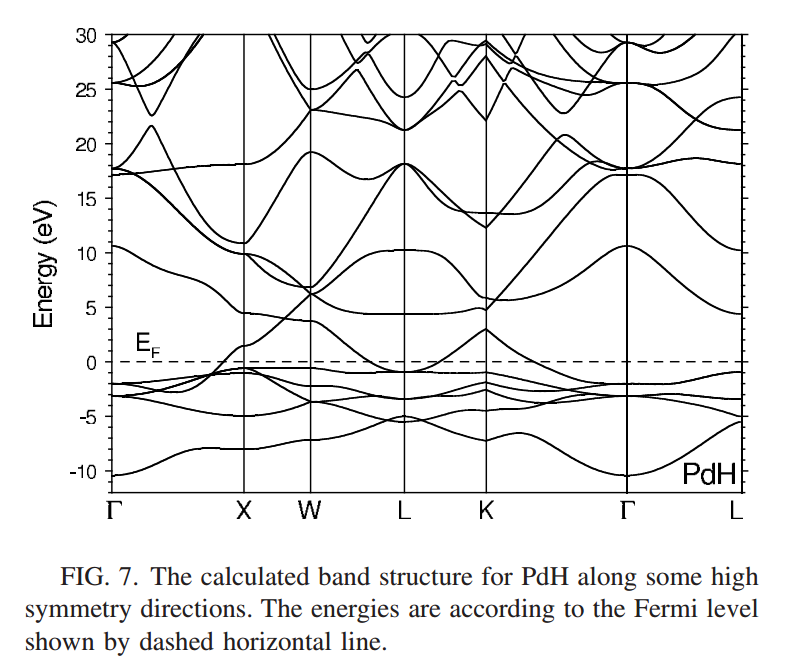 30
25
20
15
10
5
0
-5
-10
Energy (eV)
E_F
PdH
Γ X W L K Γ L
FIG. 7. The calculated band structure for PdH along some high
symmetry directions. The energies are according to the Fermi level
shown by dashed horizontal line.